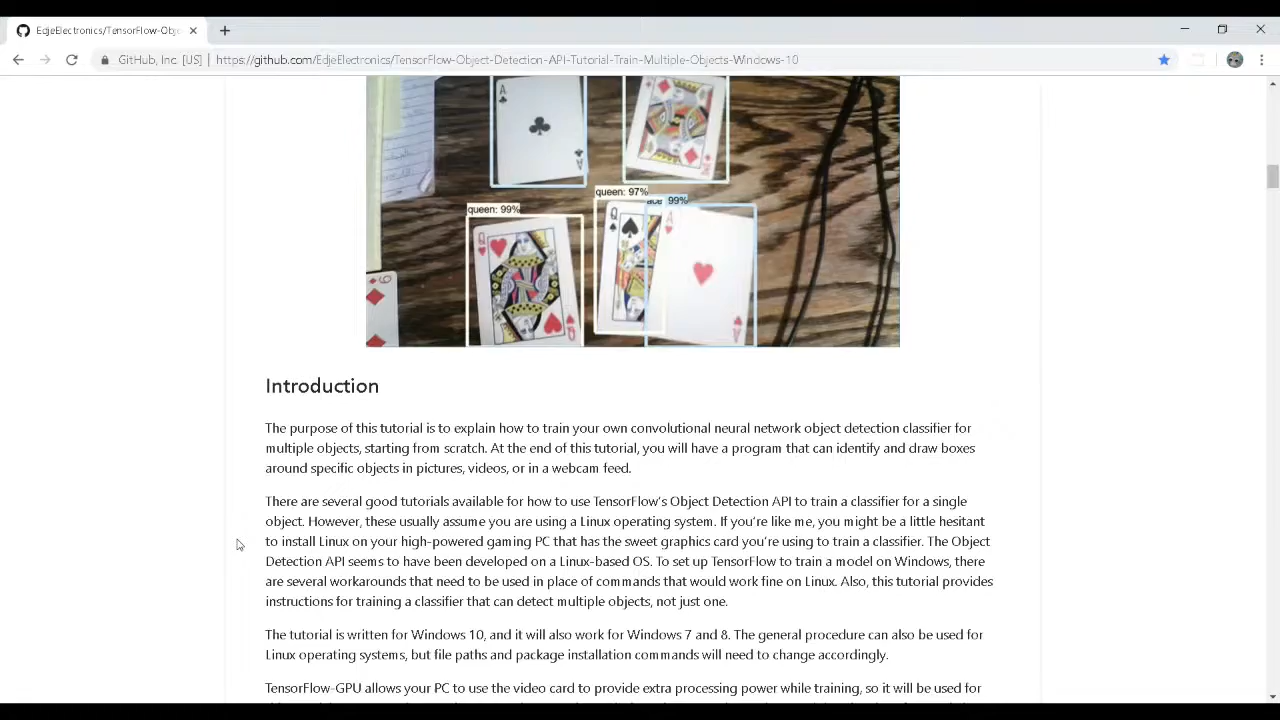 EdjeElectronics/TensorFlow-Obj
GitHub, Inc. [US] | https://github.com/EdjeElectronics/TensorFlow-Object-Detection-API-Tutorial-Train-Multiple-Objects-Windows-10
A
A
queen: 97%
queen: 99%
ace 99%
Q
Q
A
6
A
Introduction
The purpose of this tutorial is to explain how to train your own convolutional neural network object detection classifier for
multiple objects, starting from scratch. At the end of this tutorial, you will have a program that can identify and draw boxes
around specific objects in pictures, videos, or in a webcam feed.
There are several good tutorials available for how to use TensorFlow's Object Detection API to train a classifier for a single
object. However, these usually assume you are using a Linux operating system. If you're like me, you might be a little hesitant
to install Linux on your high-powered gaming PC that has the sweet graphics card you're using to train a classifier. The Object
Detection API seems to have been developed on a Linux-based OS. To set up TensorFlow to train a model on Windows, there
are several workarounds that need to be used in place of commands that would work fine on Linux. Also, this tutorial provides
instructions for training a classifier that can detect multiple objects, not just one.
The tutorial is written for Windows 10, and it will also work for Windows 7 and 8. The general procedure can also be used for
Linux operating systems, but file paths and package installation commands will need to change accordingly.
TensorFlow-GPU allows your PC to use the video card to provide extra processing power while training, so it will be used for